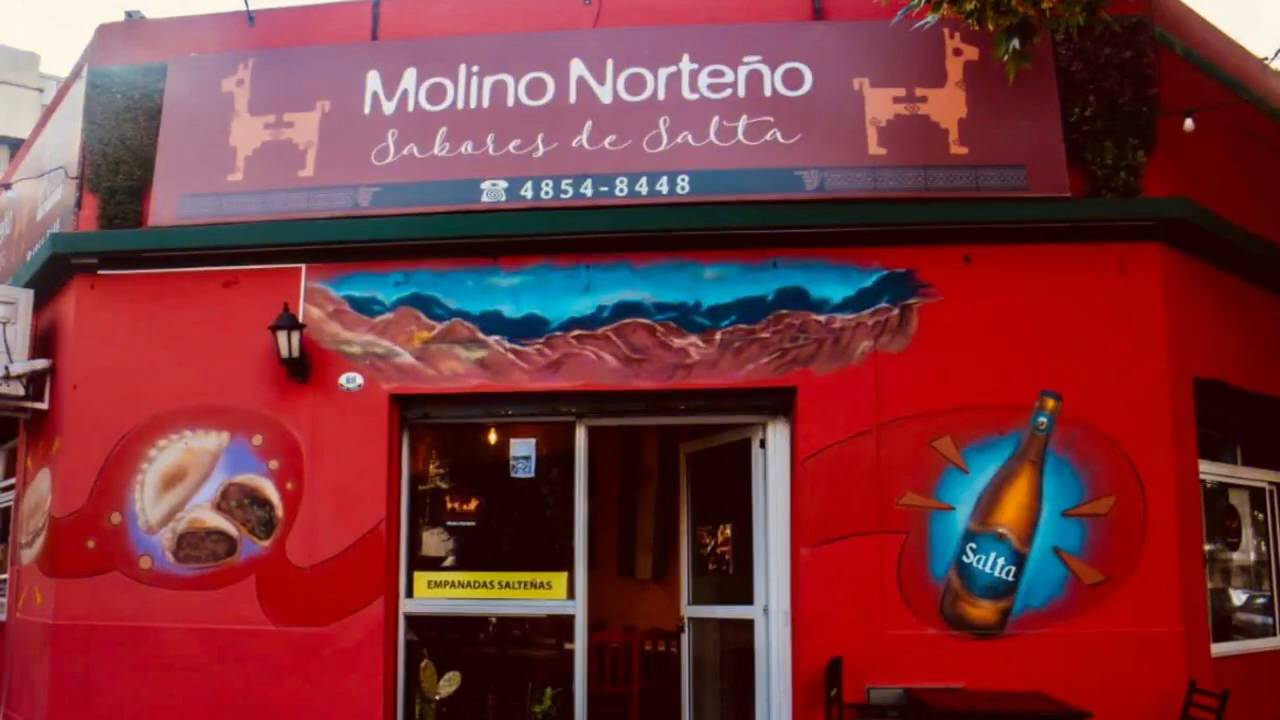 Molino Norteño
Sabores de Salta
4854-8448
EMPANADAS SALTEÑAS
Salta